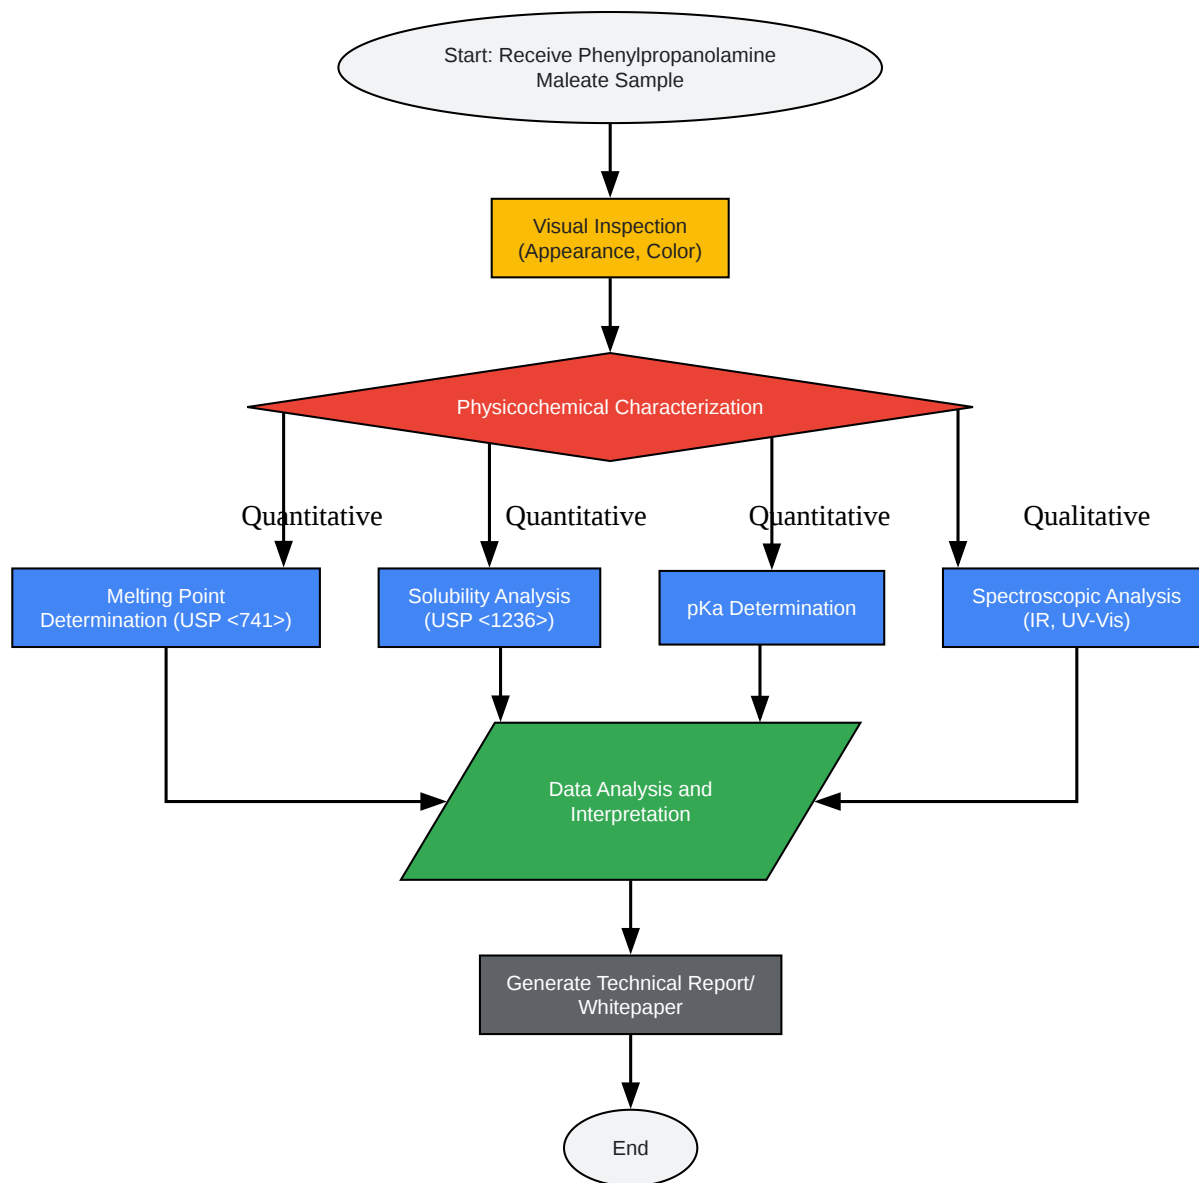 Start: Receive Phenylpropanolamine
Maleate Sample
Visual Inspection
(Appearance, Color)
Physicochemical Characterization
Quantitative
Quantitative
Quantitative
Qualitative
Melting Point
Determination (USP <741>)
Solubility Analysis
(USP <1236>)
pKa Determination
Spectroscopic Analysis
(IR, UV-Vis)
Data Analysis and
Interpretation
Generate Technical Report/
Whitepaper
End